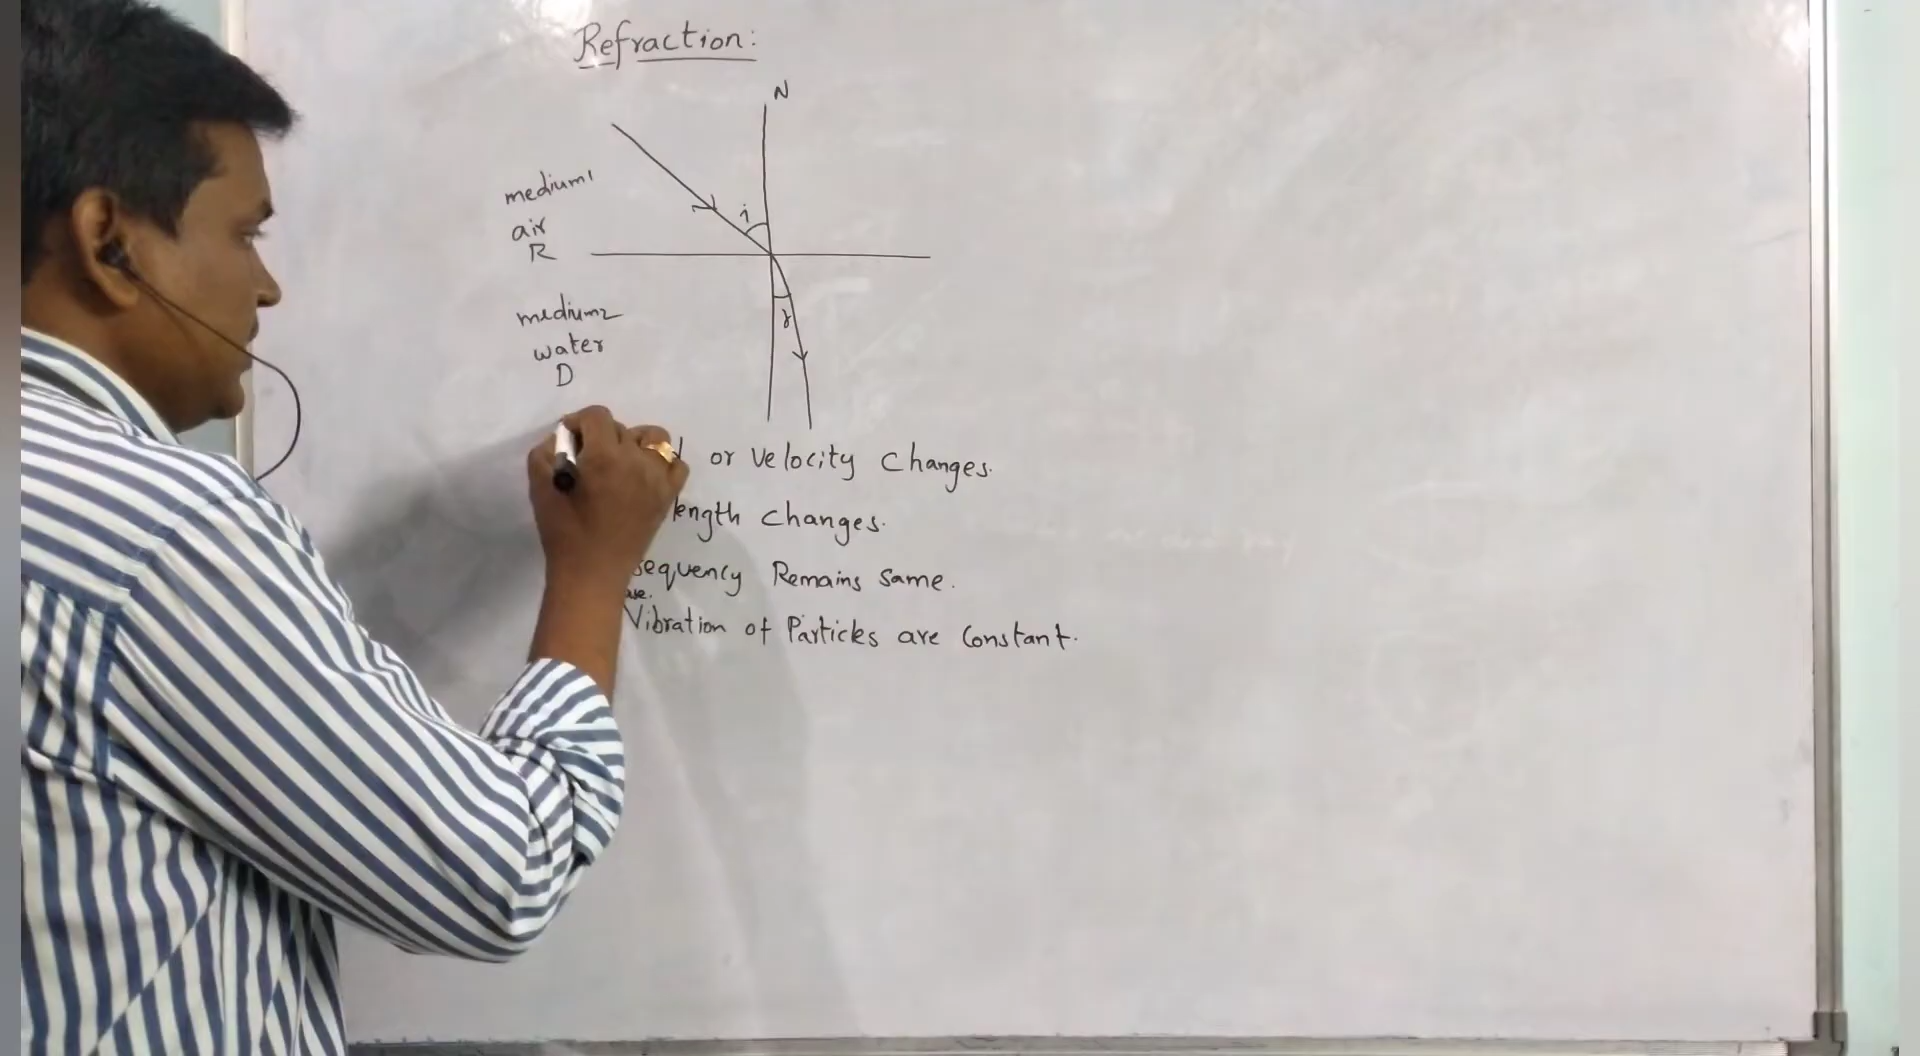 Refraction:
N
medium1
air
R
i
medium2
water
D
r
or velocity changes.
length changes.
Remains same.
Vibration of Particles are Constant.